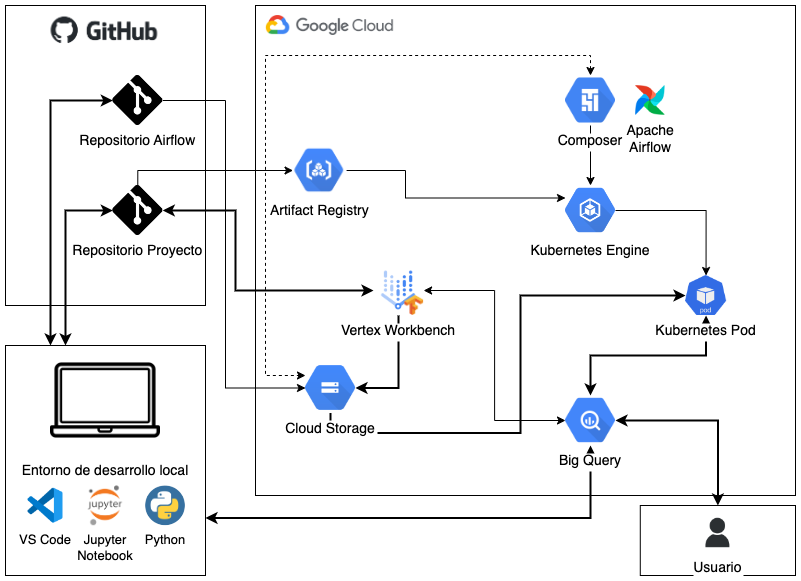 GitHub
Google Cloud
Repositorio Airflow
Composer
Apache
Airflow
Artifact Registry
Repositorio Proyecto
Kubernetes Engine
Vertex Workbench
pod
Kubernetes Pod
Cloud Storage
Big Query
Entorno de desarrollo local
jupyter
VS Code
Jupyter
Notebook
Python
Usuario